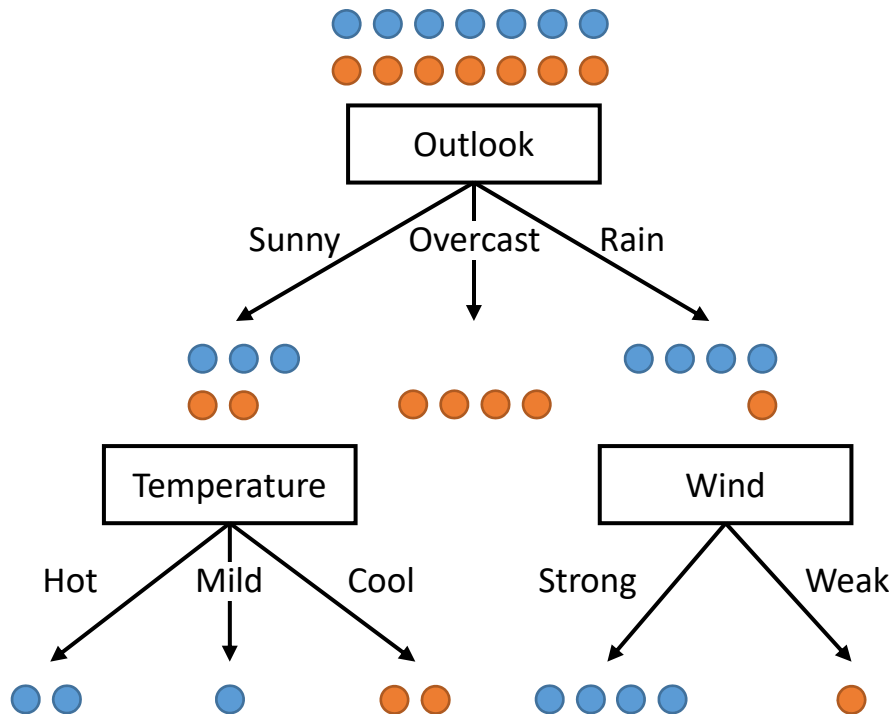 Outlook
Sunny
Overcast
Rain
Temperature
Wind
Hot
Mild
Cool
Strong
Weak